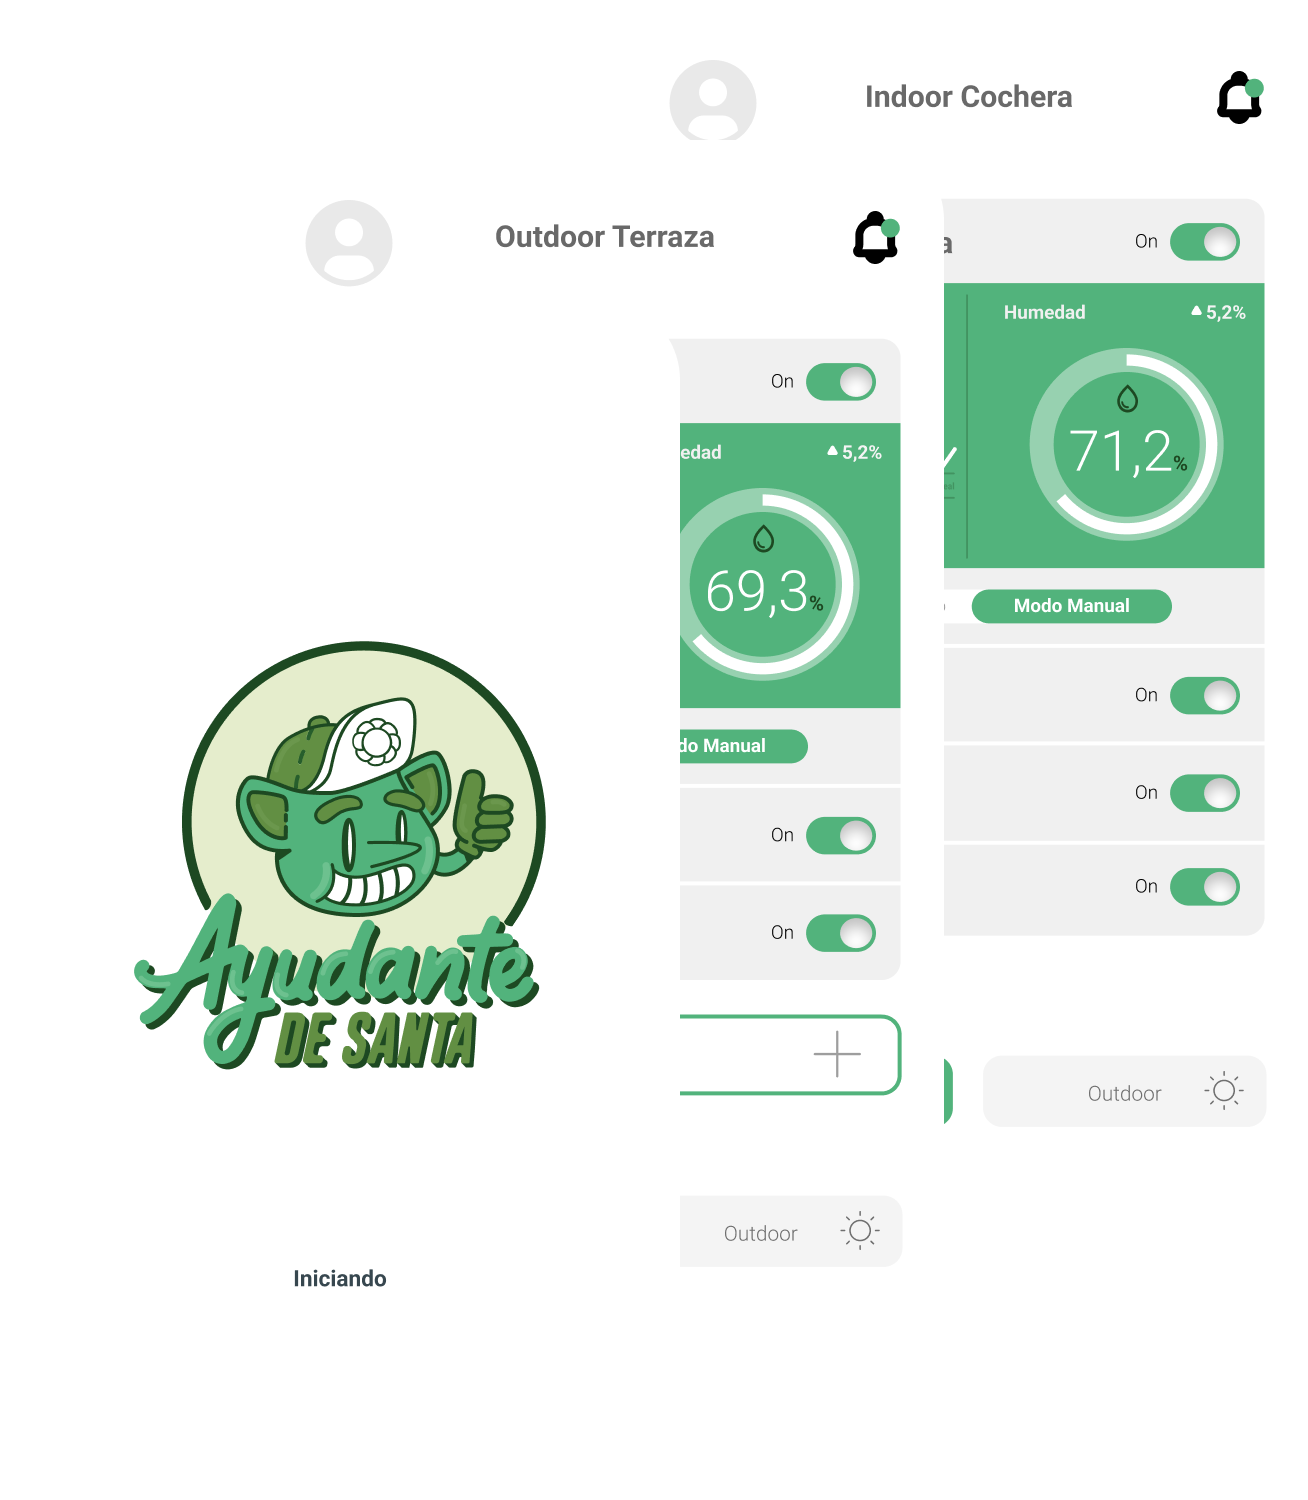 Indoor Cochera
a
On
Humedad
5,2%
71,2%
Modo Manual
On
On
On
Outdoor
Outdoor Terraza
On
edad
5,2%
69,3%
do Manual
On
On
Outdoor
Ayudante
DE SANTA
Iniciando